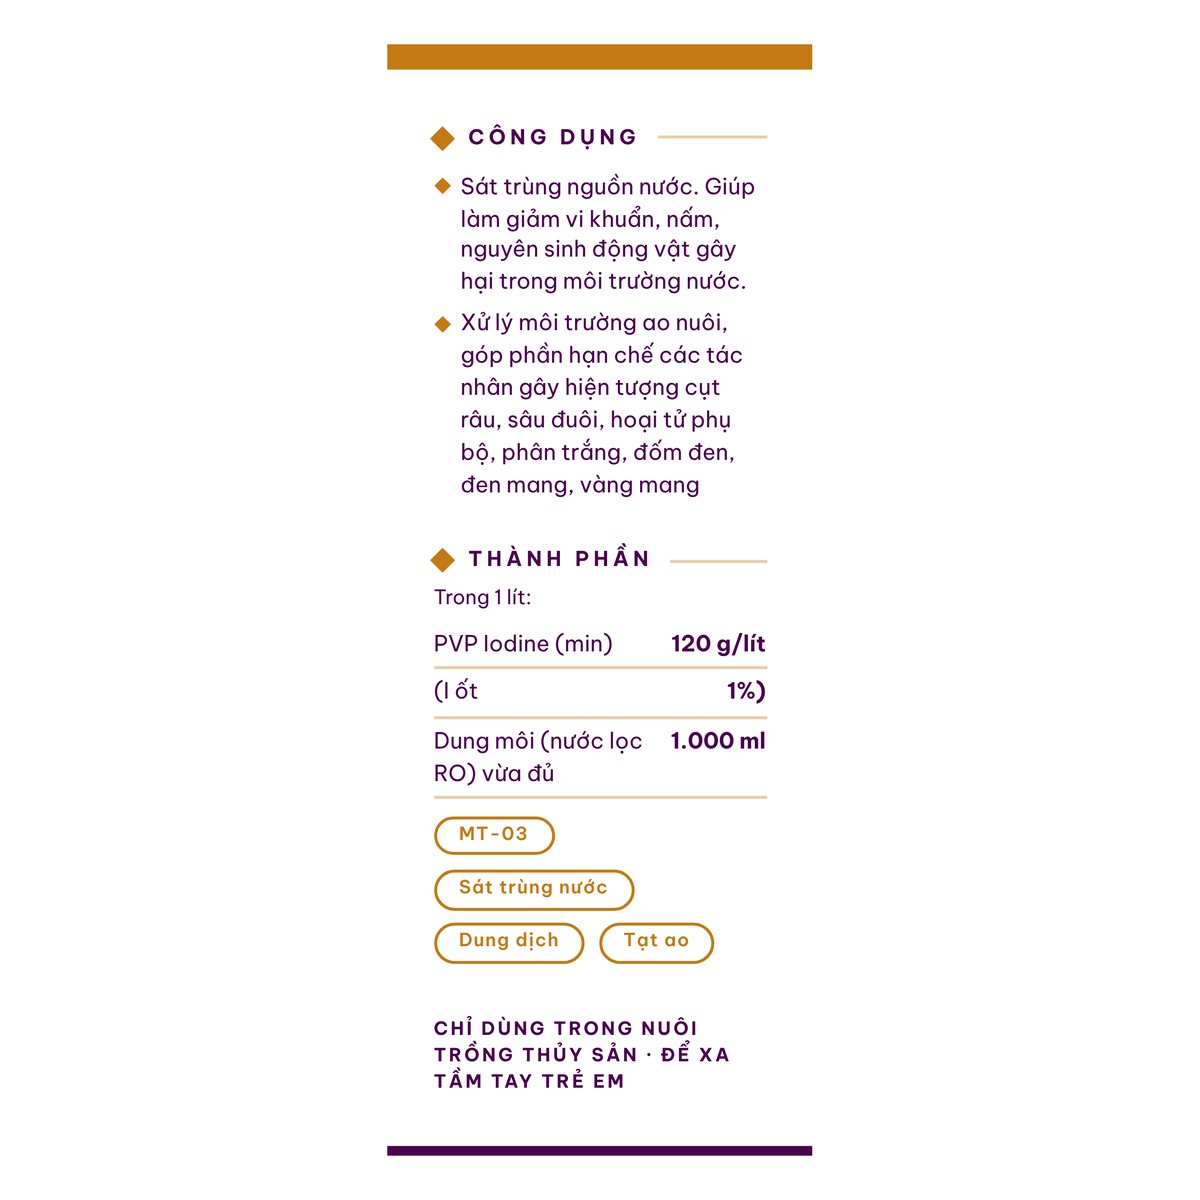 CÔNG DỤNG
Sát trùng nguồn nước. Giúp
làm giảm vi khuẩn, nấm,
nguyên sinh động vật gây
hại trong môi trường nước.
Xử lý môi trường ao nuôi,
góp phần hạn chế các tác
nhân gây hiện tượng cụt
râu, sâu đuôi, hoại tử phụ
bộ, phân trắng, đốm đen,
đen mang, vàng mang
THÀNH PHẦN
Trong 1 lít:
PVP Iodine (min) 120 g/lít
(I ốt 1%)
Dung môi (nước lọc 1.000 ml
RO) vừa đủ
MT-03
Sát trùng nước
Dung dịch Tạt ao
CHỈ DÙNG TRONG NUÔI
TRỒNG THỦY SẢN · ĐỂ XA
TẦM TAY TRẺ EM